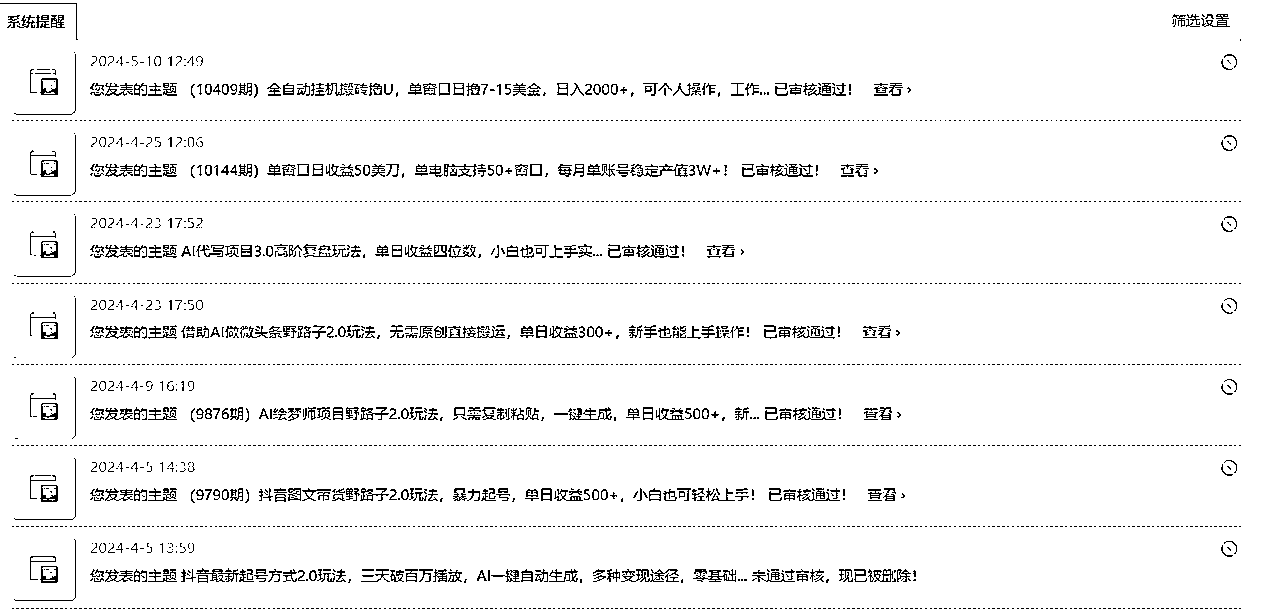 系统提醒
筛选设置
2024-5-10 12:49
您发表的主题 （10409期）全自动挂机搬砖撸U，单窗口日撸7-15美金，日入2000+，可个人操作，工作... 已审核通过！ 查看 ›
2024-4-25 12:06
您发表的主题 （10144期）单窗口日收益50美刀，单电脑支持50+窗口，每月单账号稳定产值3W+！ 已审核通过！ 查看 ›
2024-4-23 17:52
您发表的主题 AI代写项目3.0高阶复盘玩法，单日收益四位数，小白也可上手实... 已审核通过！ 查看 ›
2024-4-23 17:50
您发表的主题 借助AI做微头条野路子2.0玩法，无需原创直接搬运，单日收益300+，新手也能上手操作！ 已审核通过！ 查看 ›
2024-4-9 16:19
您发表的主题 （9876期）AI绘梦师项目野路子2.0玩法，只需复制粘贴，一键生成，单日收益500+，新... 已审核通过！ 查看 ›
2024-4-5 14:38
您发表的主题 （9790期）抖音图文带货野路子2.0玩法，暴力起号，单日收益500+，小白也可轻松上手！ 已审核通过！ 查看 ›
2024-4-5 13:59
您发表的主题 抖音最新起号方式2.0玩法，三天破百万播放，AI一键自动生成，多种变现途径，零基础... 未通过审核，现已被删除！